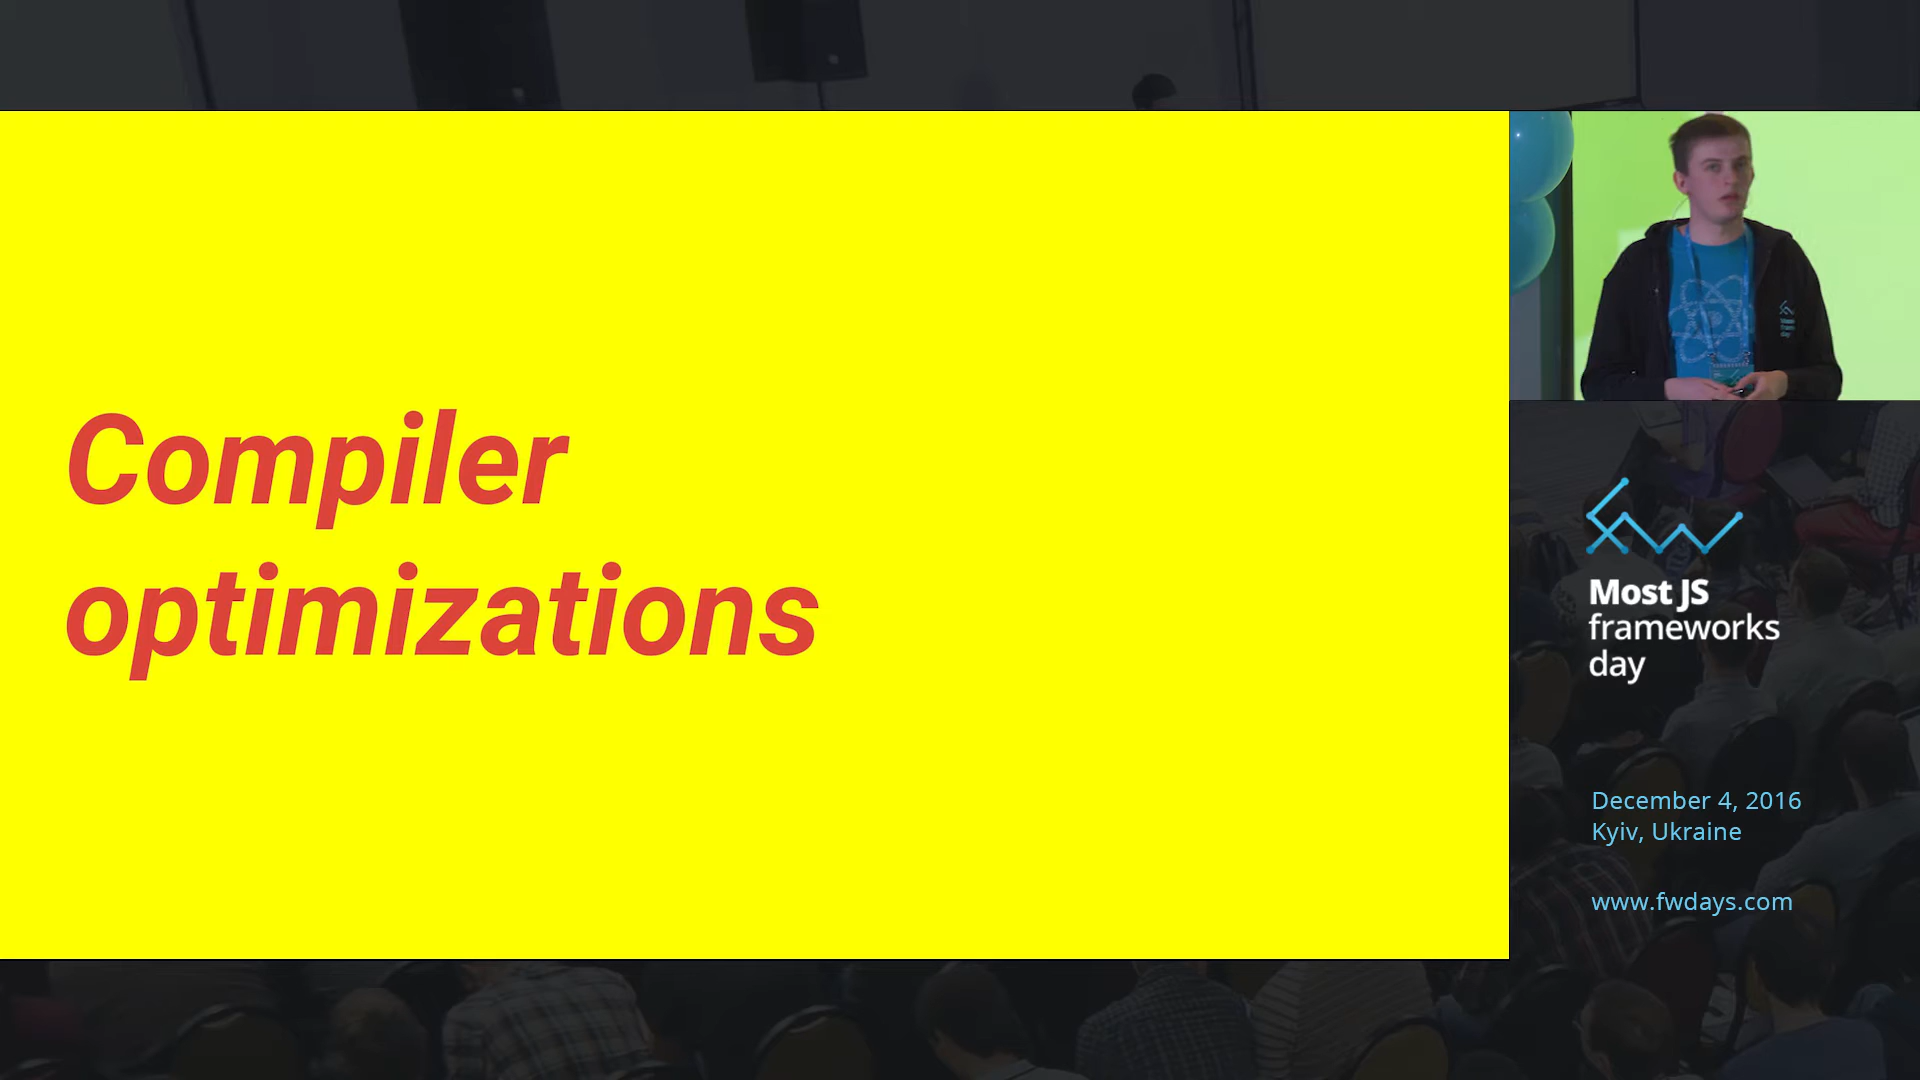 Compiler
optimizations
Most JS
frameworks
day
December 4, 2016
Kyiv, Ukraine
www.fwdays.com